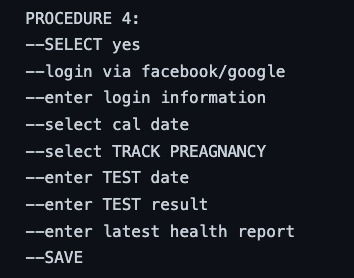 PROCEDURE 4:
--SELECT yes
--login via facebook/google
--enter login information
--select cal date
--select TRACK PREAGNANCY
--enter TEST date
--enter TEST result
--enter latest health report
--SAVE